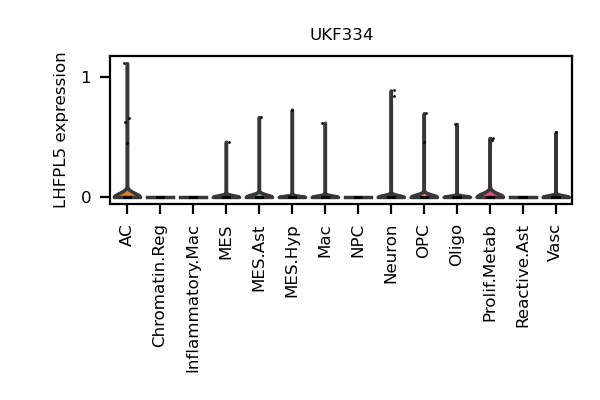 UKF334
LHFPL5 expression
1
0
AC
Chromatin.Reg
Inflammatory.Mac
MES
MES.Ast
MES.Hyp
Mac
NPC
Neuron
OPC
Oligo
Prolif.Metab
Reactive.Ast
Vasc